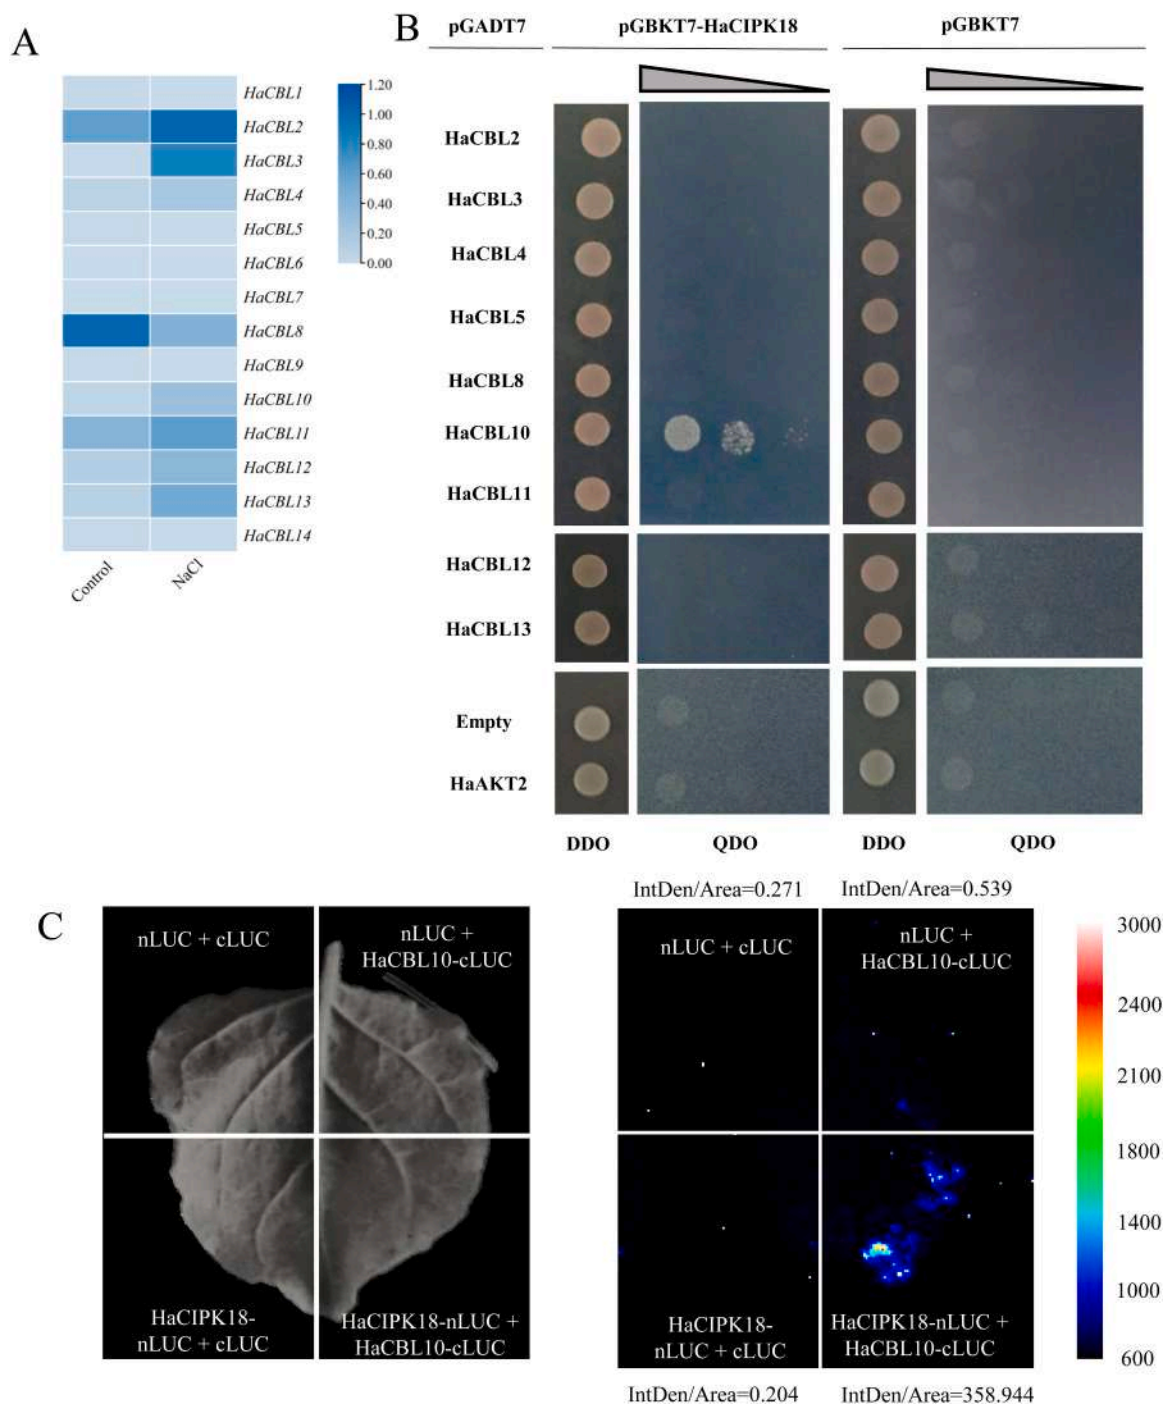 A
HaCBL1
HaCBL2
HaCBL3
HaCBL4
HaCBL5
HaCBL6
HaCBL7
HaCBL8
HaCBL9
HaCBL10
HaCBL11
HaCBL12
HaCBL13
HaCBL14
Control
NaCl
1.20
1.00
0.80
0.60
0.40
0.20
0.00
B
pGADT7 pGBKT7-HaCIPK18 pGBKT7
HaCBL2
HaCBL3
HaCBL4
HaCBL5
HaCBL8
HaCBL10
HaCBL11
HaCBL12
HaCBL13
Empty
HaAKT2
DDO QDO DDO QDO
C
nLUC + cLUC
nLUC +
HaCBL10-cLUC
HaCIPK18-
nLUC + cLUC
HaCIPK18-nLUC +
HaCBL10-cLUC
IntDen/Area=0.271 IntDen/Area=0.539
nLUC + cLUC
nLUC +
HaCBL10-cLUC
HaCIPK18-
nLUC + cLUC
HaCIPK18-nLUC +
HaCBL10-cLUC
IntDen/Area=0.204 IntDen/Area=358.944
3000
2400
2100
1800
1400
1000
600